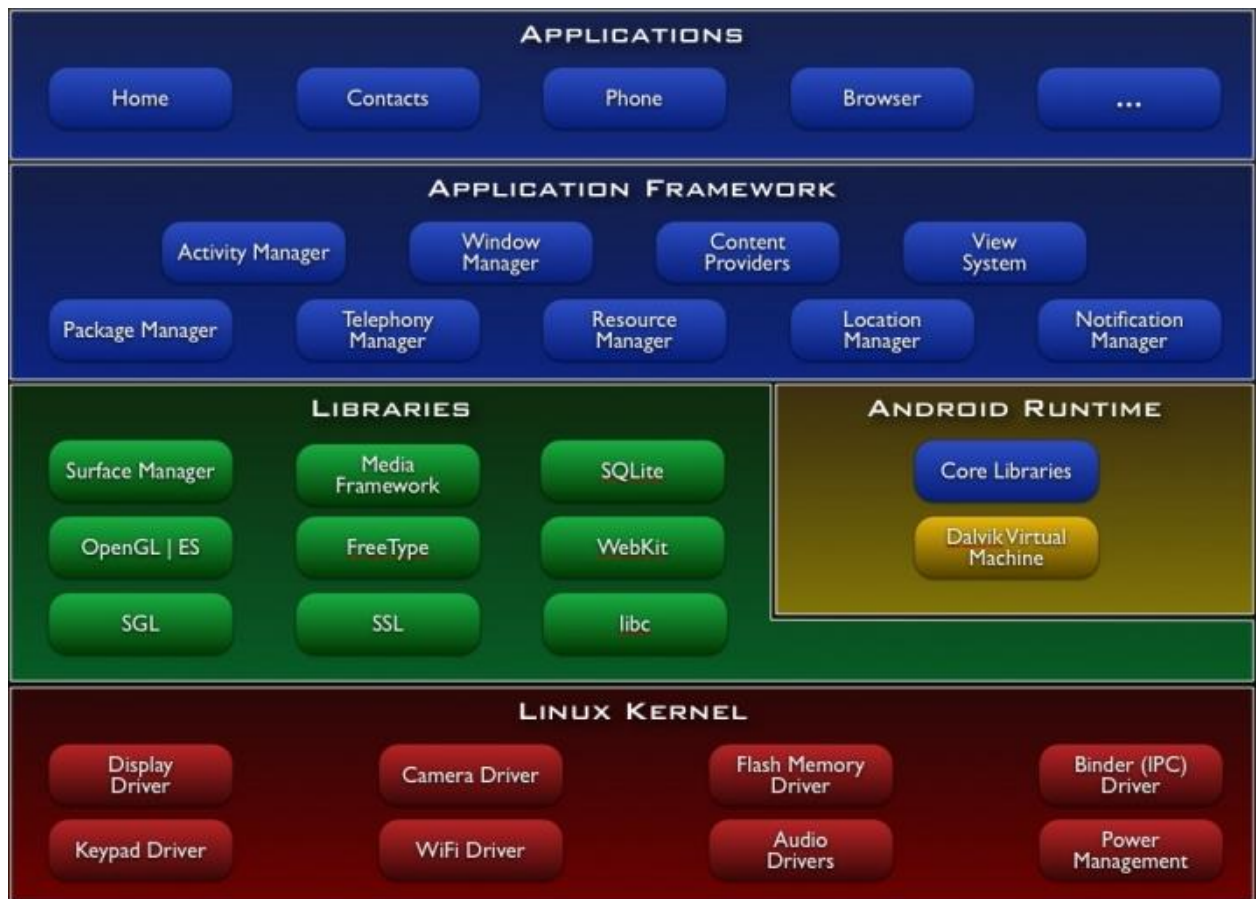 APPLICATIONS
Home
Contacts
Phone
Browser
...
APPLICATION FRAMEWORK
Activity Manager
Window
Manager
Content
Providers
View
System
Package Manager
Telephony
Manager
Resource
Manager
Location
Manager
Notification
Manager
LIBRARIES
Surface Manager
Media
Framework
SQLite
OpenGL | ES
FreeType
WebKit
SGL
SSL
libc
ANDROID RUNTIME
Core Libraries
Dalvik Virtual
Machine
LINUX KERNEL
Display
Driver
Camera Driver
Flash Memory
Driver
Binder (IPC)
Driver
Keypad Driver
WiFi Driver
Audio
Drivers
Power
Management